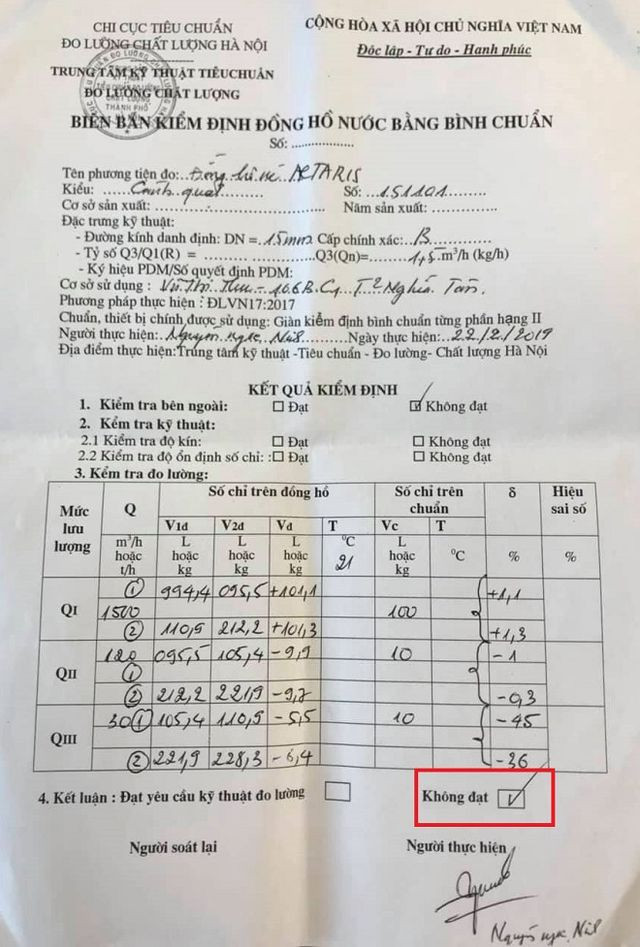 CHI CỤC TIÊU CHUẨN
ĐO LƯỜNG CHẤT LƯỢNG HÀ NỘI
CỘNG HÒA XÃ HỘI CHỦ NGHĨA VIỆT NAM
Độc lập - Tự do - Hạnh phúc
TRUNG TÂM KỸ THUẬT TIÊU CHUẨN
ĐO LƯỜNG CHẤT LƯỢNG
BIÊN BẢN KIỂM ĐỊNH ĐỒNG HỒ NƯỚC BẰNG BÌNH CHUẨN
Số: ...................
Tên phương tiện đo: Đồng hồ ACTARIS
Kiểu: Cánh quạt Số: 151101
Cơ sở sản xuất: Năm sản xuất:
Đặc trưng kỹ thuật:
- Đường kính danh định: DN = 15mm Cấp chính xác: B
- Tỷ số Q3/Q1(R) = Q3(Qn)= 1,5 m³/h (kg/h)
- Ký hiệu PDM/Số quyết định PDM:
Cơ sở sử dụng : Vũ Thị Thu - 106B Nghĩa Tân
Phương pháp thực hiện : ĐLVN17:2017
Chuẩn, thiết bị chính được sử dụng: Giàn kiểm định bình chuẩn từng phần hạng II
Người thực hiện: Nguyễn Ngọc Ngày thực hiện: 22/2/2019
Địa điểm thực hiện:Trung tâm kỹ thuật -Tiêu chuẩn - Đo lường- Chất lượng Hà Nội
KẾT QUẢ KIỂM ĐỊNH
1. Kiểm tra bên ngoài: ☐ Đạt ☑ Không đạt
2. Kểm tra kỹ thuật:
2.1 Kiểm tra độ kín: ☐ Đạt ☐ Không đạt
2.2 Kiểm tra độ ổn định số chỉ: :☐ Đạt ☐ Không đạt
3. Kểm tra đo lường:
Mức lưu lượng Q Số chỉ trên đồng hồ Số chỉ trên chuẩn δ Hiệu sai số
V1đ V2đ Vđ T Vc T
m³/h hoặc t/h L hoặc kg L hoặc kg L hoặc kg °C 21 L hoặc kg °C % %
QI 1500 100
① 994,4 095,5 +101,1 +1,1
② 110,9 212,2 +101,3 +1,3
QII 120 10
① 095,5 105,4 -9,9 -1
② 212,2 221,9 -9,7 -0,3
QIII 30 10
① 105,4 110,9 -5,5 -45
② 221,9 228,3 -6,4 -36
4. Kết luận : Đạt yêu cầu kỹ thuật đo lường ☐ Không đạt ☑
Người soát lại Người thực hiện
Nguyễn Ngọc